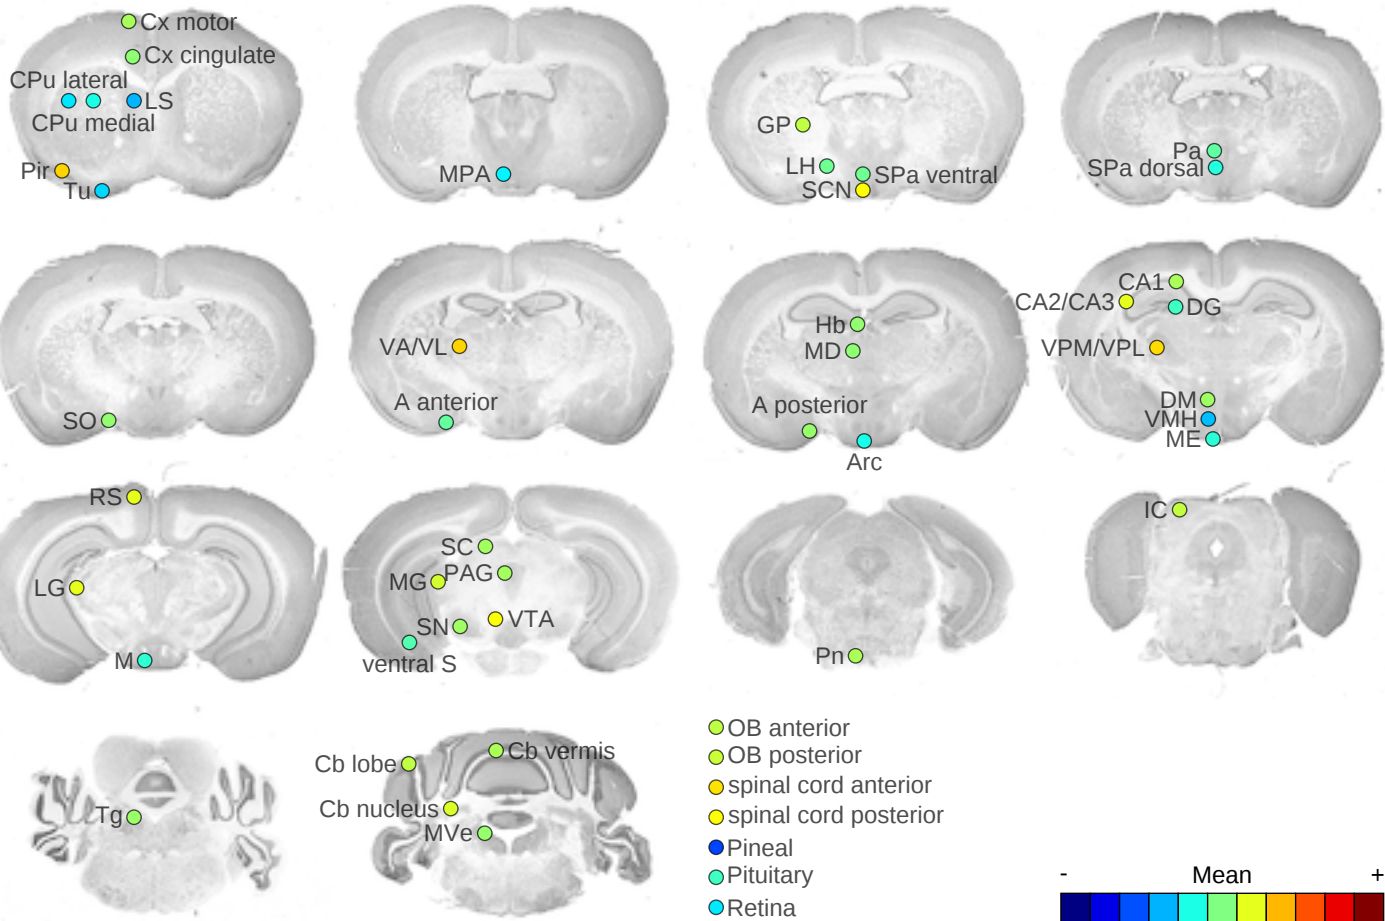 Cx motor
Cx cingulate
CPu lateral
LS
CPu medial
Pir
Tu
MPA
GP
LH
SPa ventral
SCN
Pa
SPa dorsal
SO
VA/VL
A anterior
Hb
MD
A posterior
Arc
CA1
CA2/CA3
DG
VPM/VPL
DM
VMH
ME
RS
LG
M
SC
PAG
MG
VTA
SN
ventral S
Pn
IC
Tg
Cb lobe
Cb vermis
Cb nucleus
MVe
OB anterior
OB posterior
spinal cord anterior
spinal cord posterior
Pineal
Pituitary
Retina
- Mean +